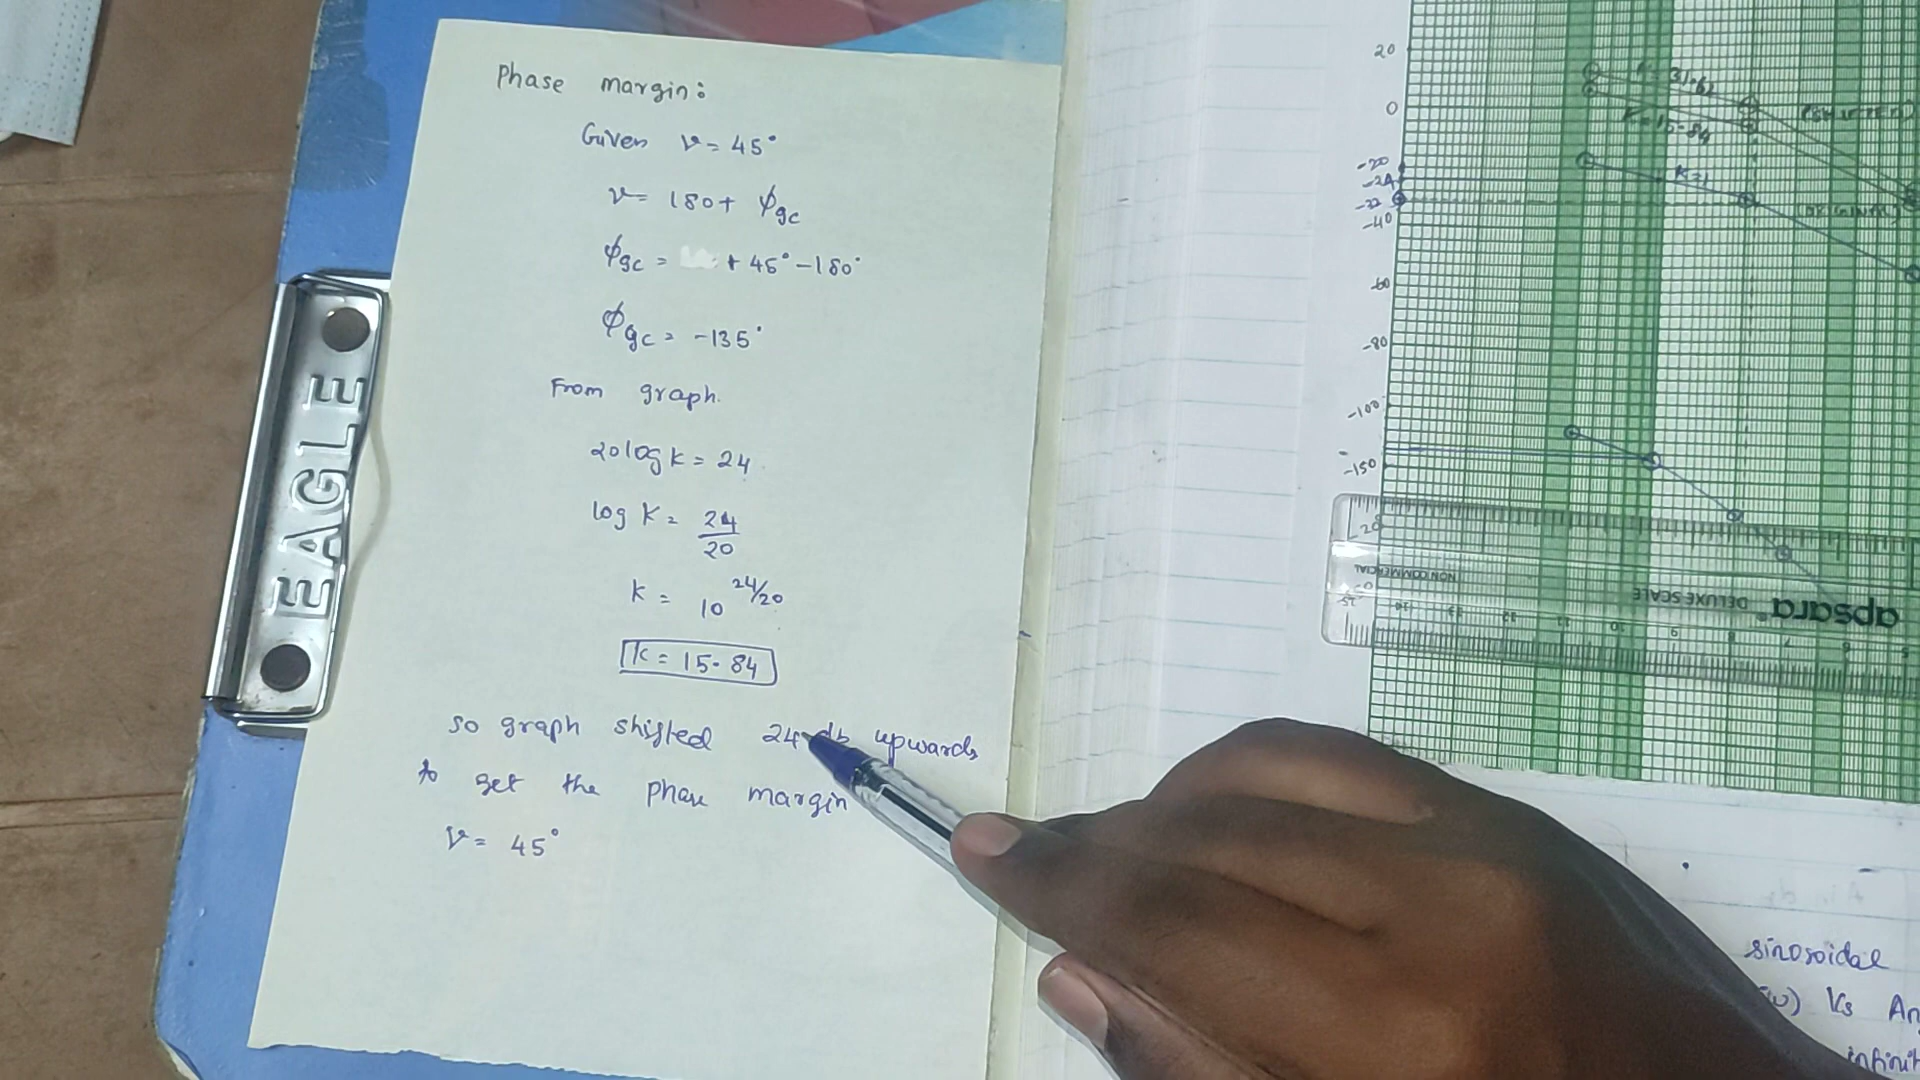 Phase margin:
Given γ = 45°
γ = 180 + ϕgc
ϕgc = + 45° - 180°
ϕgc = -135°
From graph.
20 log K = 24
log K = 24/20
K = 10^24/20
K = 15.84
So graph shifted 24 db upwards
to get the phase margin
γ = 45°
EAGLE
20
0
-20
-24
-40
-60
-80
-100
-150
K = 31.62
K = 15.84
K = 1
NON COMMERCIAL
DELUXE SCALE
apsara
sinosoidal
Vs An
infinit